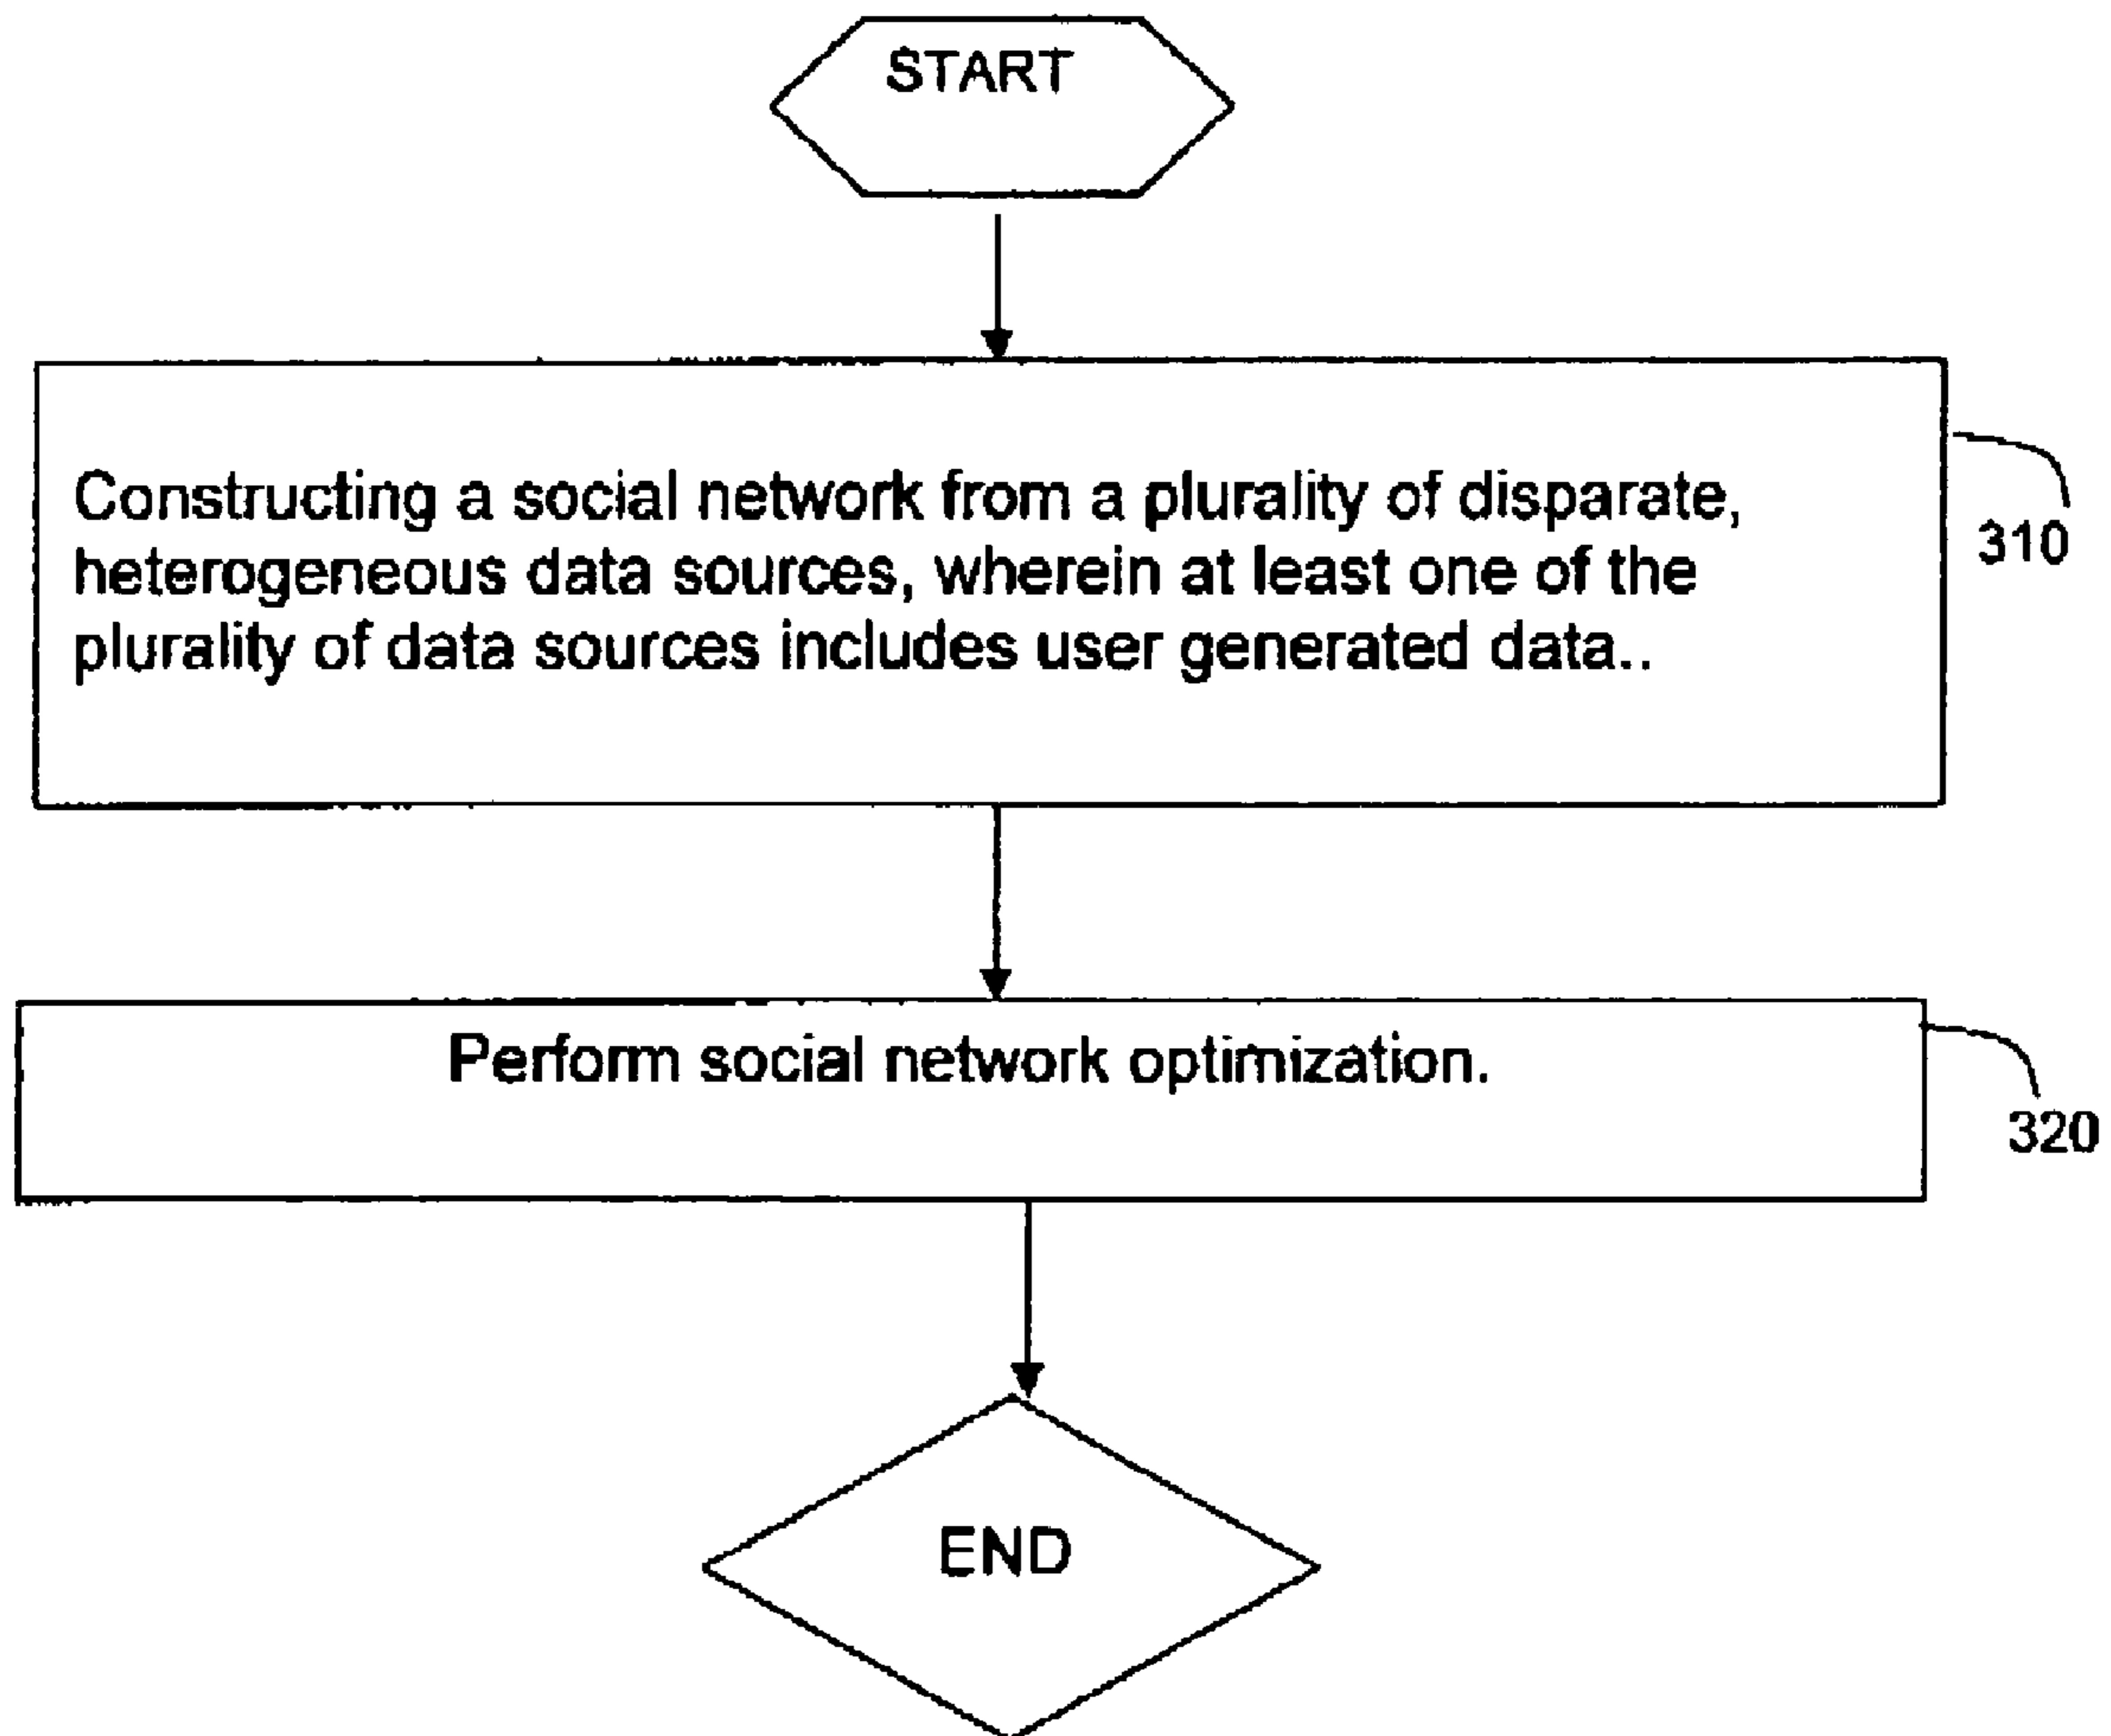 START
Constructing a social network from a plurality of disparate,
heterogeneous data sources, wherein at least one of the
plurality of data sources includes user generated data..
310
Perform social network optimization.
320
END